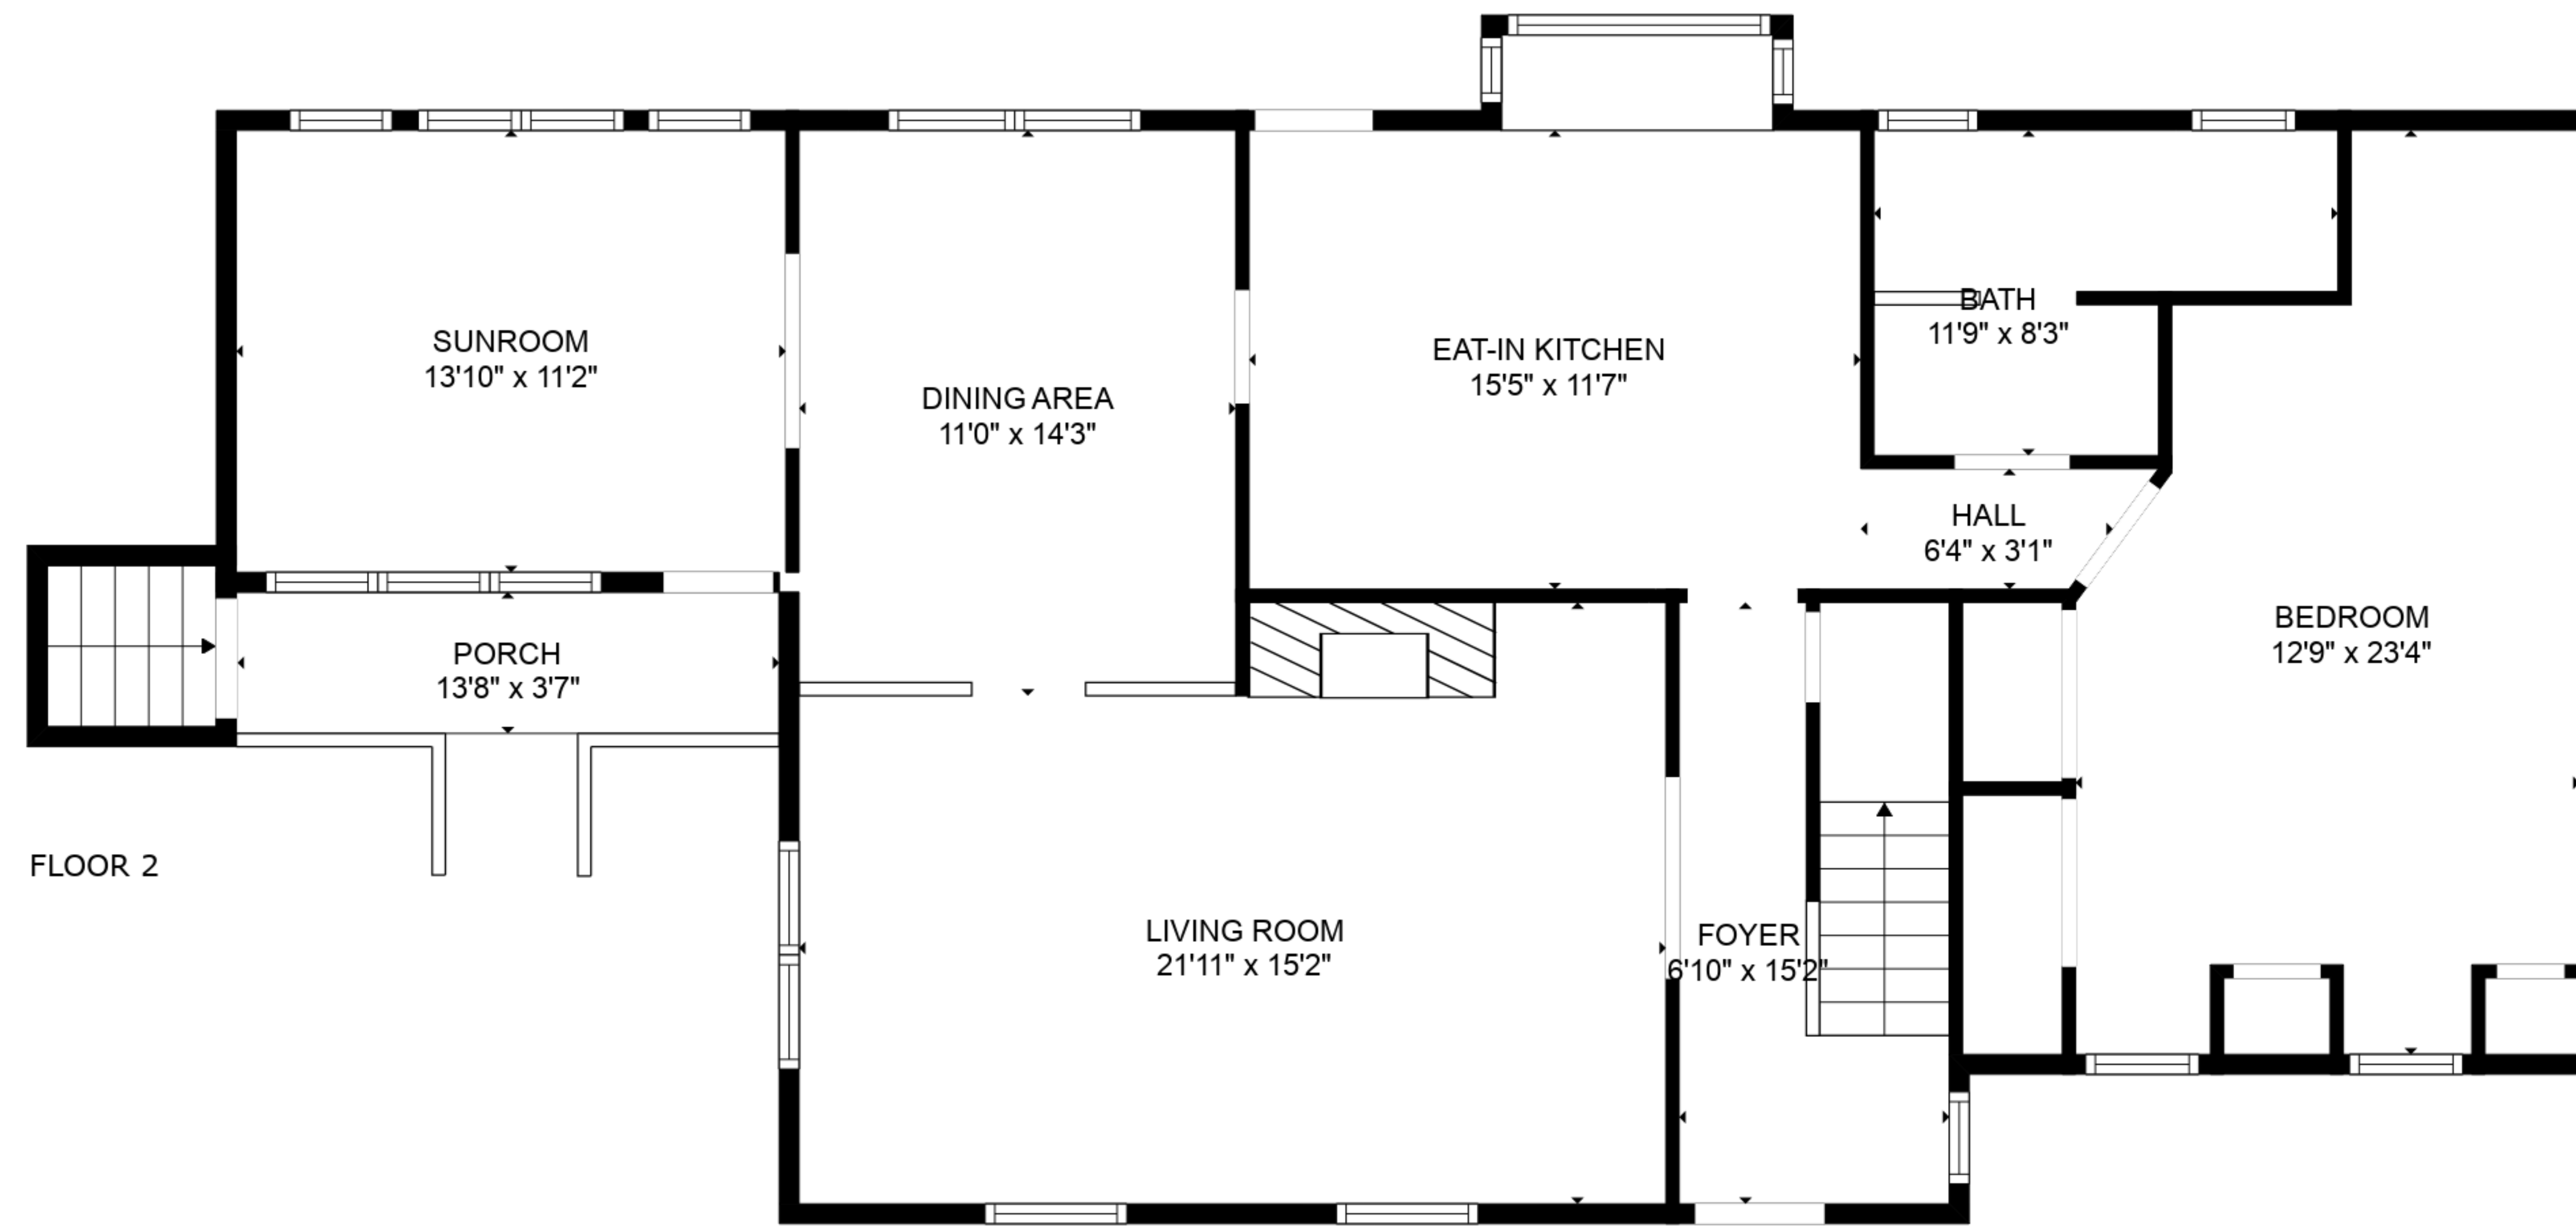 SUNROOM
13'10" x 11'2"
DINING AREA
11'0" x 14'3"
EAT-IN KITCHEN
15'5" x 11'7"
BATH
11'9" x 8'3"
HALL
6'4" x 3'1"
BEDROOM
12'9" x 23'4"
PORCH
13'8" x 3'7"
FLOOR 2
LIVING ROOM
21'11" x 15'2"
FOYER
6'10" x 15'2"